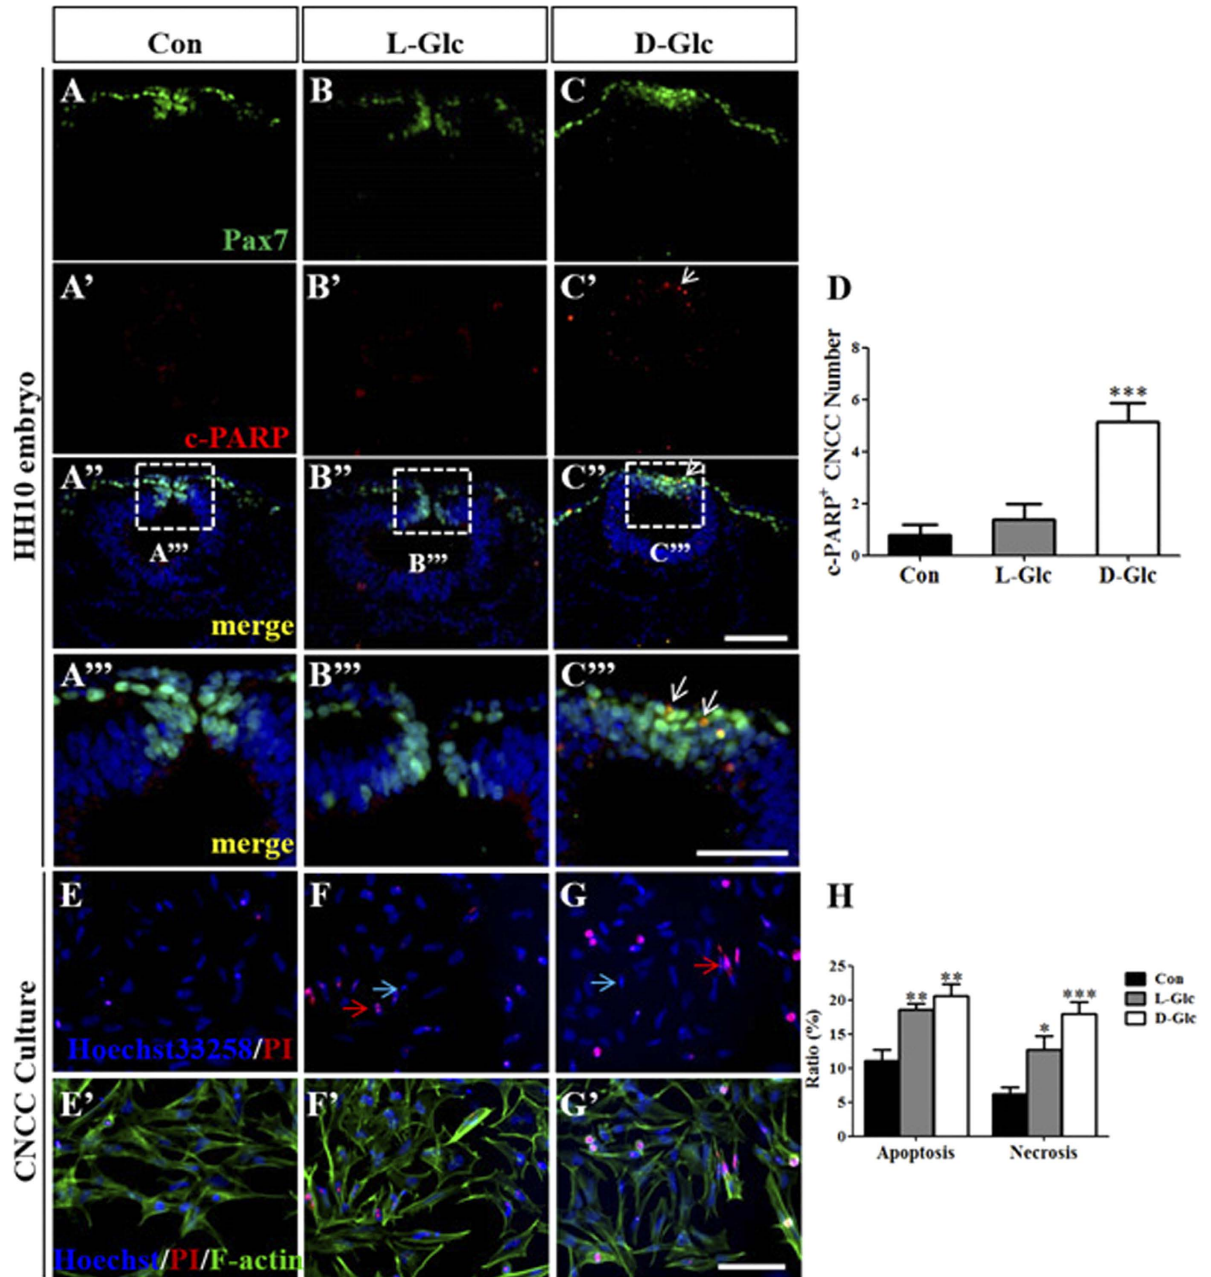 Con L-Glc D-Glc
HH10 embryo
A B C
Pax7
A’ B’ C’
c-PARP
A’’ B’’ C’’
A’’’ B’’’ C’’’
merge
A’’’ B’’’ C’’’
merge
D
c-PARP+ CNCC Number
8
6
4
2
0
***
Con L-Glc D-Glc
CNCC Culture
E F G
Hoechst33258/PI
E’ F’ G’
Hoechst/PI/F-actin
H
Ratio (%)
25
20
15
10
5
0
** ** * ***
Apoptosis Necrosis
Con
L-Glc
D-Glc